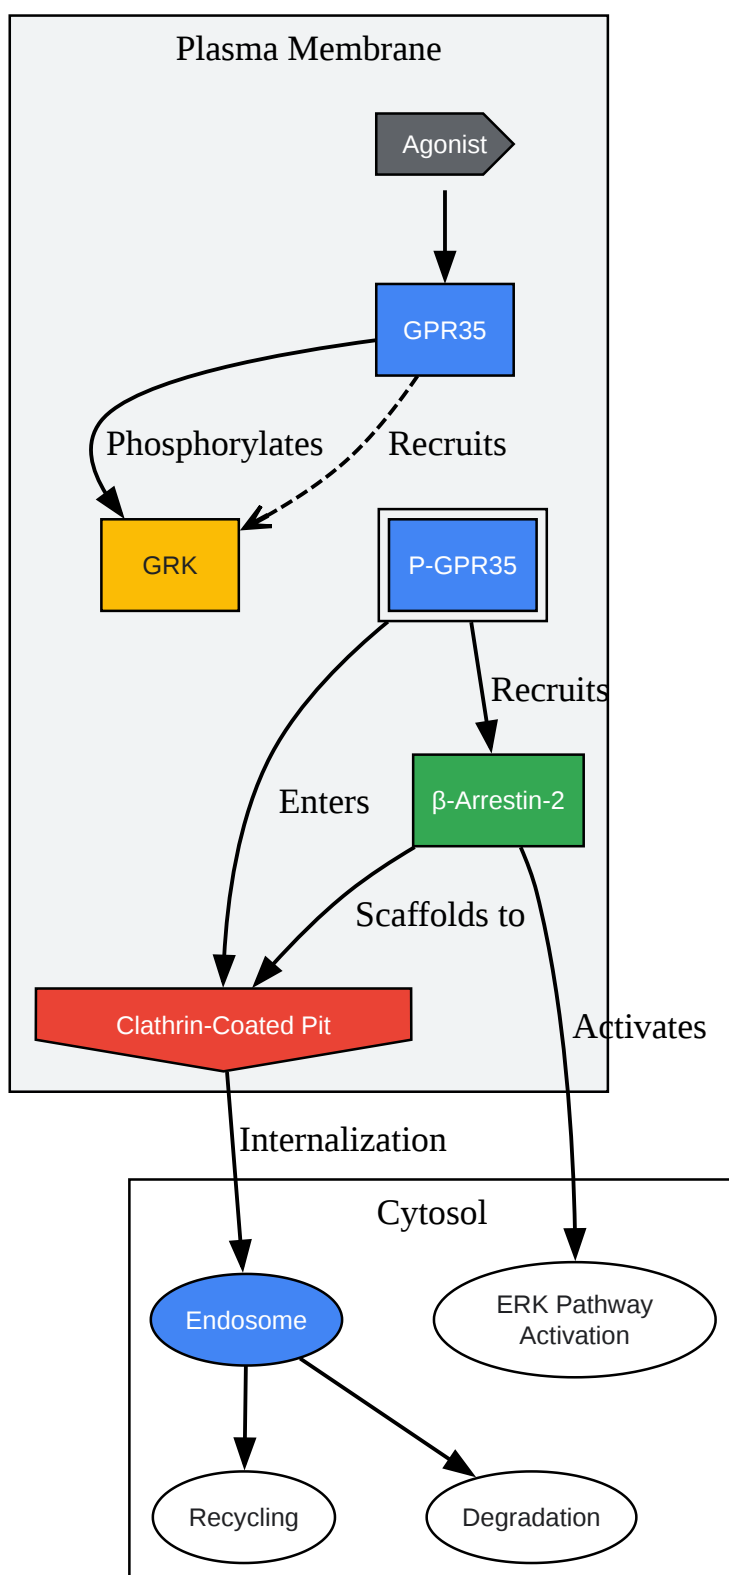 Plasma Membrane
Agonist
GPR35
Phosphorylates
Recruits
GRK
P-GPR35
Recruits
Enters
β-Arrestin-2
Scaffolds to
Clathrin-Coated Pit
Activates
Internalization
Cytosol
Endosome
ERK Pathway
Activation
Recycling
Degradation